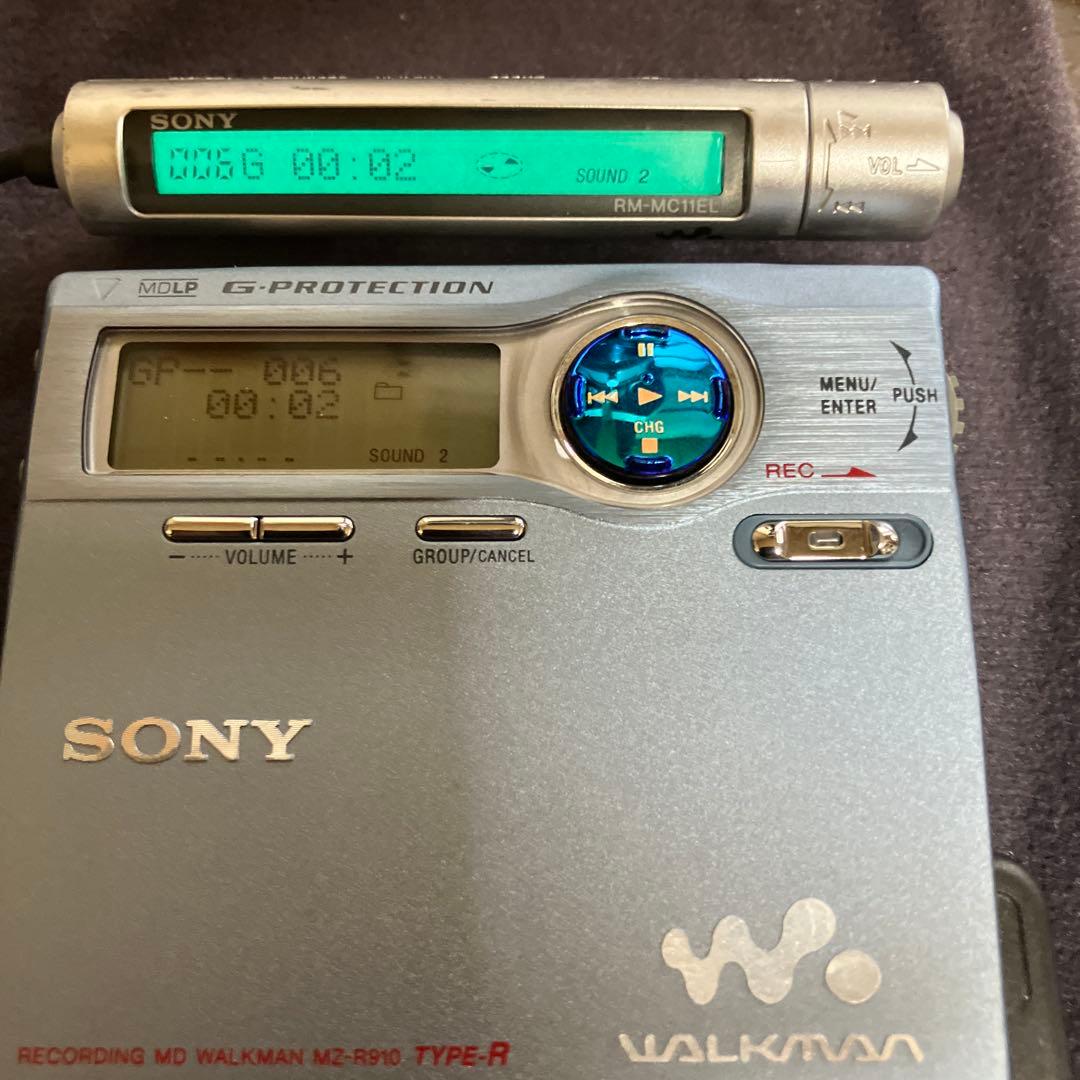 SONY
006G 00:02
SOUND 2
RM-MC11EL
VOL
MDLP G-PROTECTION
GP-- 006
00:02
SOUND 2
CHG
MENU/
ENTER
PUSH
REC
− VOLUME +
GROUP/CANCEL
SONY
WALKMAN
RECORDING MD WALKMAN MZ-R910 TYPE-R